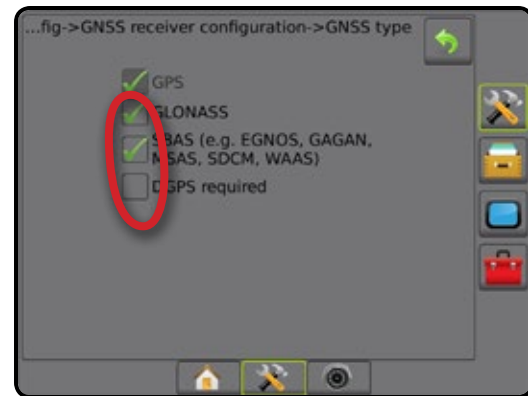 ...fig->GNSS receiver configuration->GNSS type
GPS
GLONASS
SBAS (e.g. EGNOS, GAGAN,
MSAS, SDCM, WAAS)
DGPS required